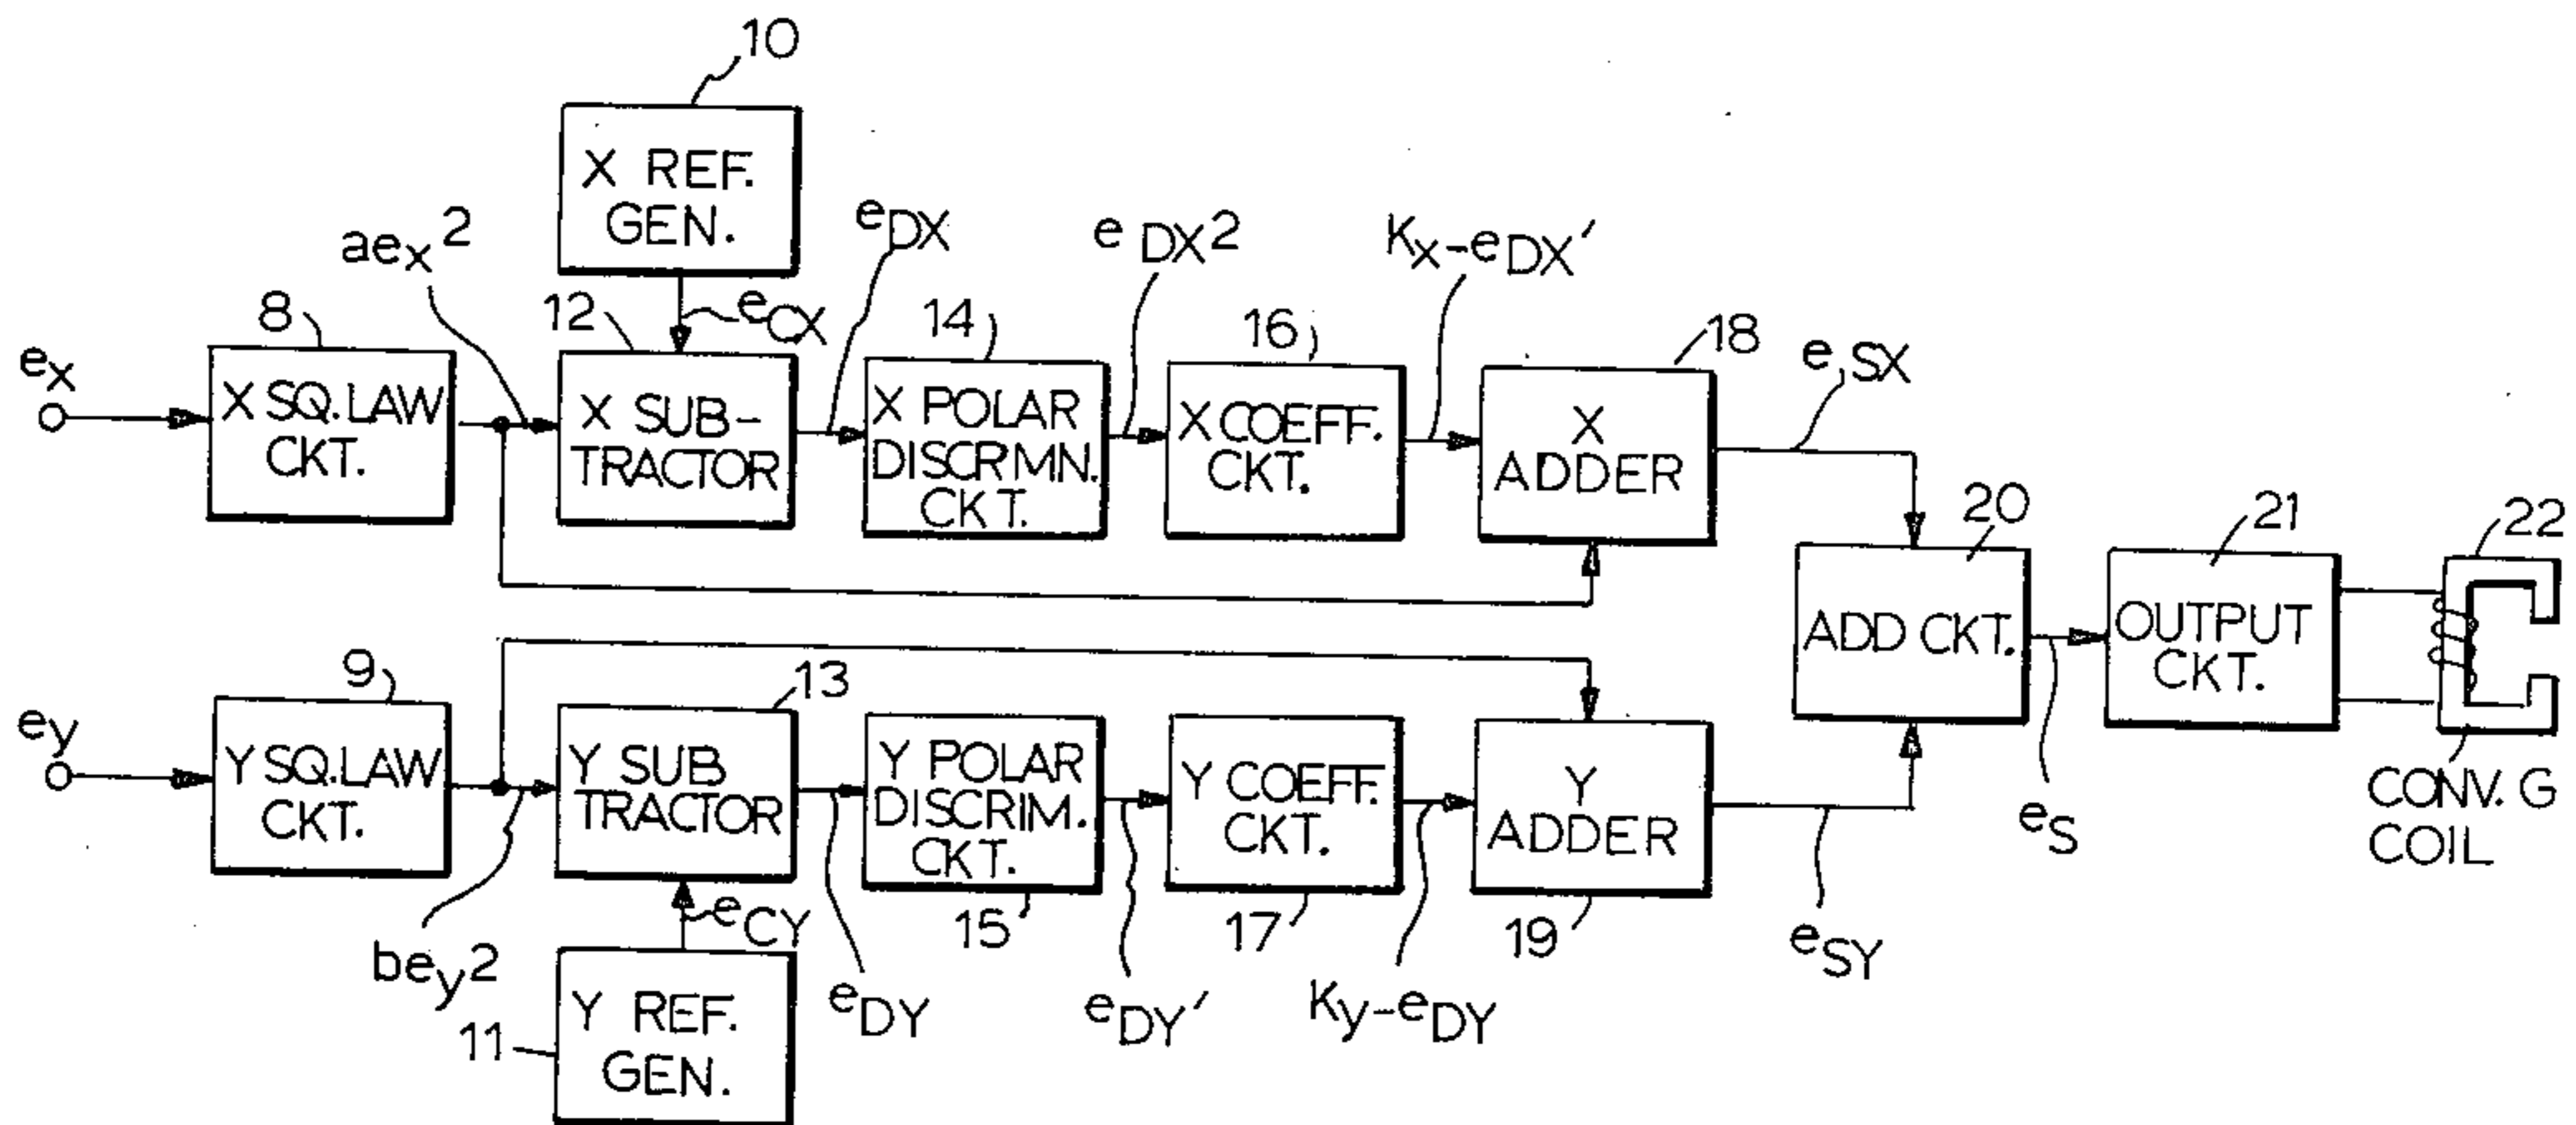 10
X REF.
GEN.
aex²
eDX
eDX2
Kx-eDX′
8
12
eCX
14
16
18
eSX
ex
X SQ. LAW
CKT.
X SUB-
TRACTOR
X POLAR
DISCRMN.
CKT.
X COEFF.
CKT.
X
ADDER
20
21
22
ADD CKT.
OUTPUT
CKT.
9
13
ey
Y SQ. LAW
CKT.
Y SUB
TRACTOR
Y POLAR
DISCRIM.
CKT.
Y COEFF.
CKT.
Y
ADDER
eS
CONV. G
COIL
bey2
eCY
15
17
19
eSY
eDY
eDY′
Ky-eDY
11
Y REF.
GEN.